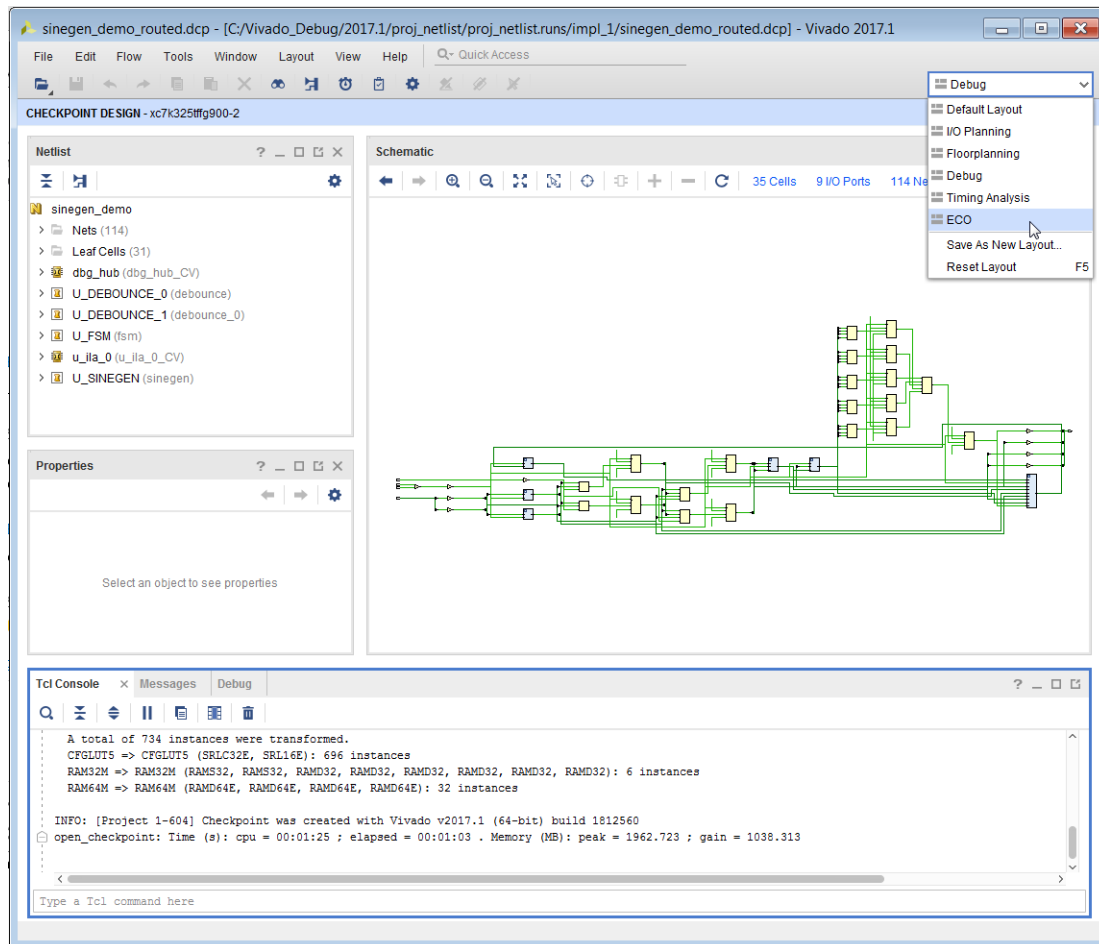 sinegen_demo_routed.dcp - [C:/Vivado_Debug/2017.1/proj_netlist/proj_netlist.runs/impl_1/sinegen_demo_routed.dcp] - Vivado 2017.1
File Edit Flow Tools Window Layout View Help Quick Access
Debug
CHECKPOINT DESIGN - xc7k325tffg900-2
Default Layout
I/O Planning
Floorplanning
Debug
Timing Analysis
ECO
Save As New Layout...
Reset Layout F5
Netlist
sinegen_demo
Nets (114)
Leaf Cells (31)
dbg_hub (dbg_hub_CV)
U_DEBOUNCE_0 (debounce)
U_DEBOUNCE_1 (debounce_0)
U_FSM (fsm)
u_ila_0 (u_ila_0_CV)
U_SINEGEN (sinegen)
Schematic
35 Cells 9 I/O Ports 114 Ne
Properties
Select an object to see properties
Tcl Console Messages Debug
A total of 734 instances were transformed.
CFGLUT5 => CFGLUT5 (SRLC32E, SRL16E): 696 instances
RAM32M => RAM32M (RAMS32, RAMS32, RAMD32, RAMD32, RAMD32, RAMD32, RAMD32, RAMD32): 6 instances
RAM64M => RAM64M (RAMD64E, RAMD64E, RAMD64E, RAMD64E): 32 instances
INFO: [Project 1-604] Checkpoint was created with Vivado v2017.1 (64-bit) build 1812560
open_checkpoint: Time (s): cpu = 00:01:25 ; elapsed = 00:01:03 . Memory (MB): peak = 1962.723 ; gain = 1038.313
Type a Tcl command here